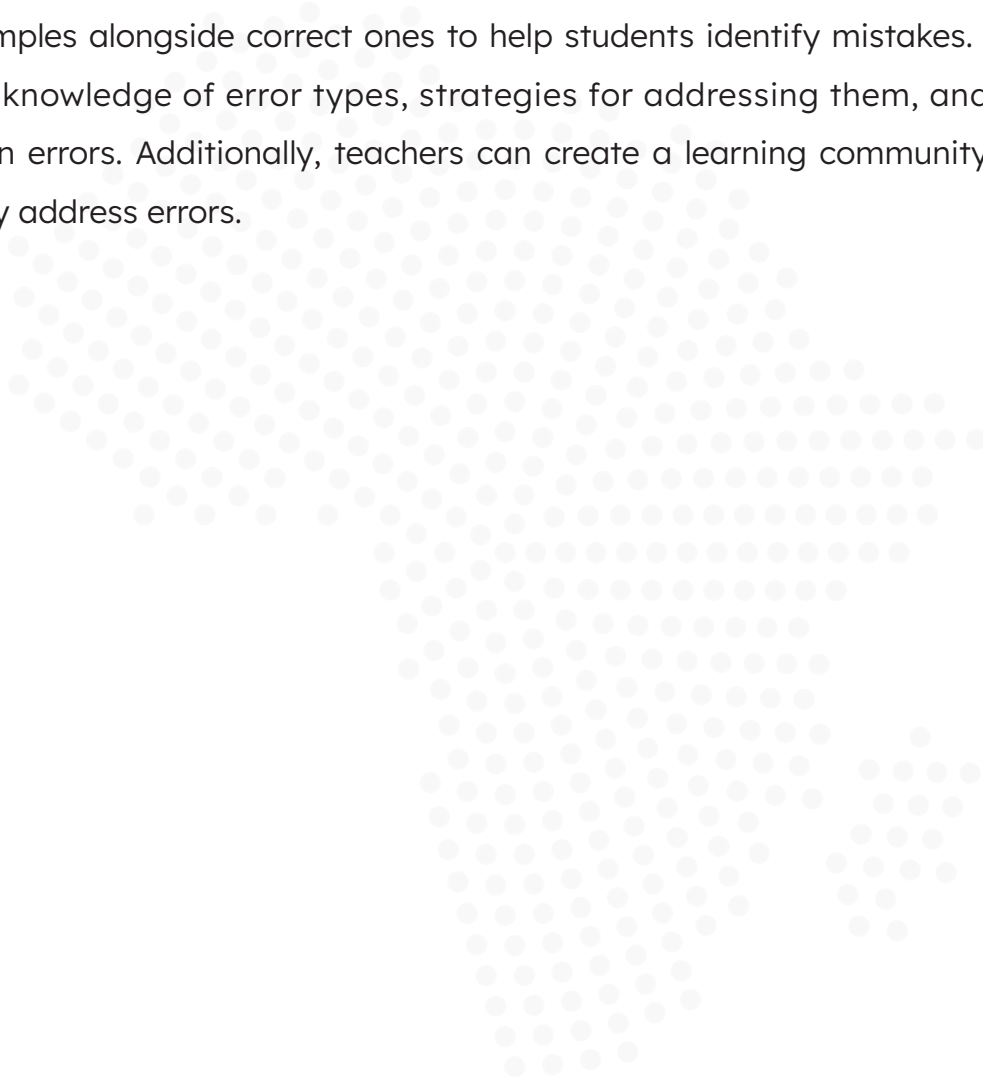 mples alongside correct ones to help students identify mistakes.
knowledge of error types, strategies for addressing them, and
n errors. Additionally, teachers can create a learning community
y address errors.